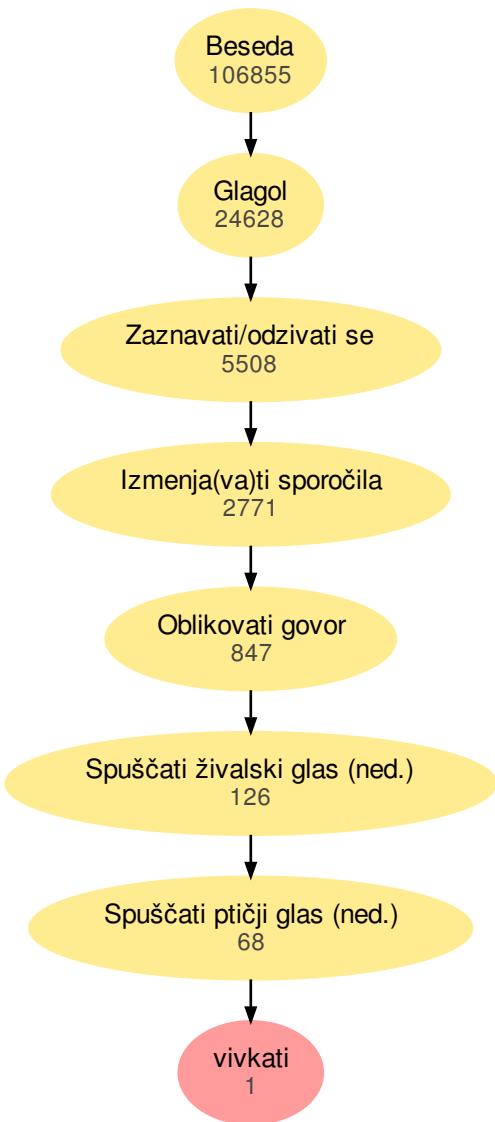 Beseda
106855
Glagol
24628
Zaznavati/odzivati se
5508
Izmenja(va)ti sporočila
2771
Oblikovati govor
847
Spuščati živalski glas (ned.)
126
Spuščati ptičji glas (ned.)
68
vivkati
1